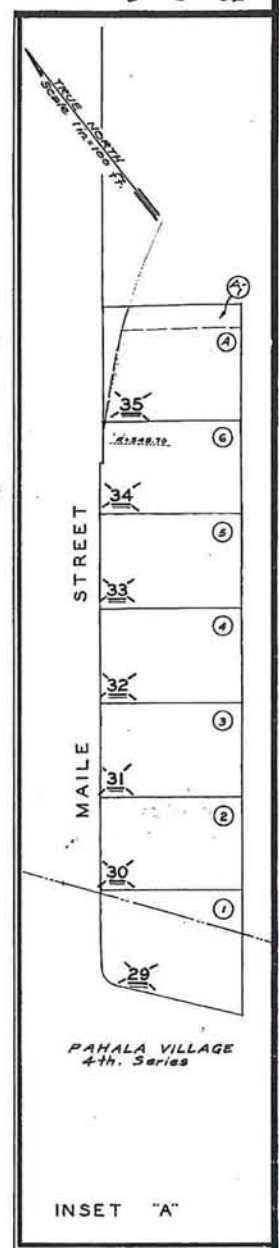 TRUE NORTH
Scale 1in.=100 ft.
A-1
A
35
6
34
5
33
4
32
3
31
2
30
1
29
STREET
MAILE
PAHALA VILLAGE
4th. Series
INSET "A"